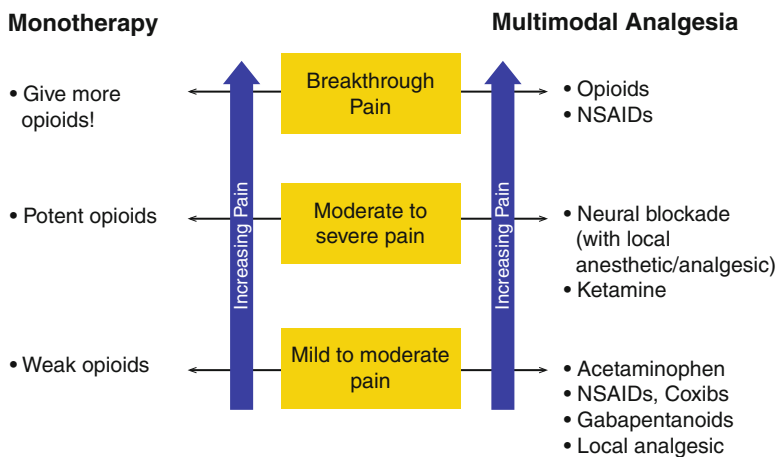 Monotherapy
Multimodal Analgesia
• Give more
opioids!
Breakthrough
Pain
• Opioids
• NSAIDs
Increasing Pain
Increasing Pain
• Potent opioids
Moderate to
severe pain
• Neural blockade
(with local
anesthetic/analgesic)
• Ketamine
• Weak opioids
Mild to moderate
pain
• Acetaminophen
• NSAIDs, Coxibs
• Gabapentanoids
• Local analgesic